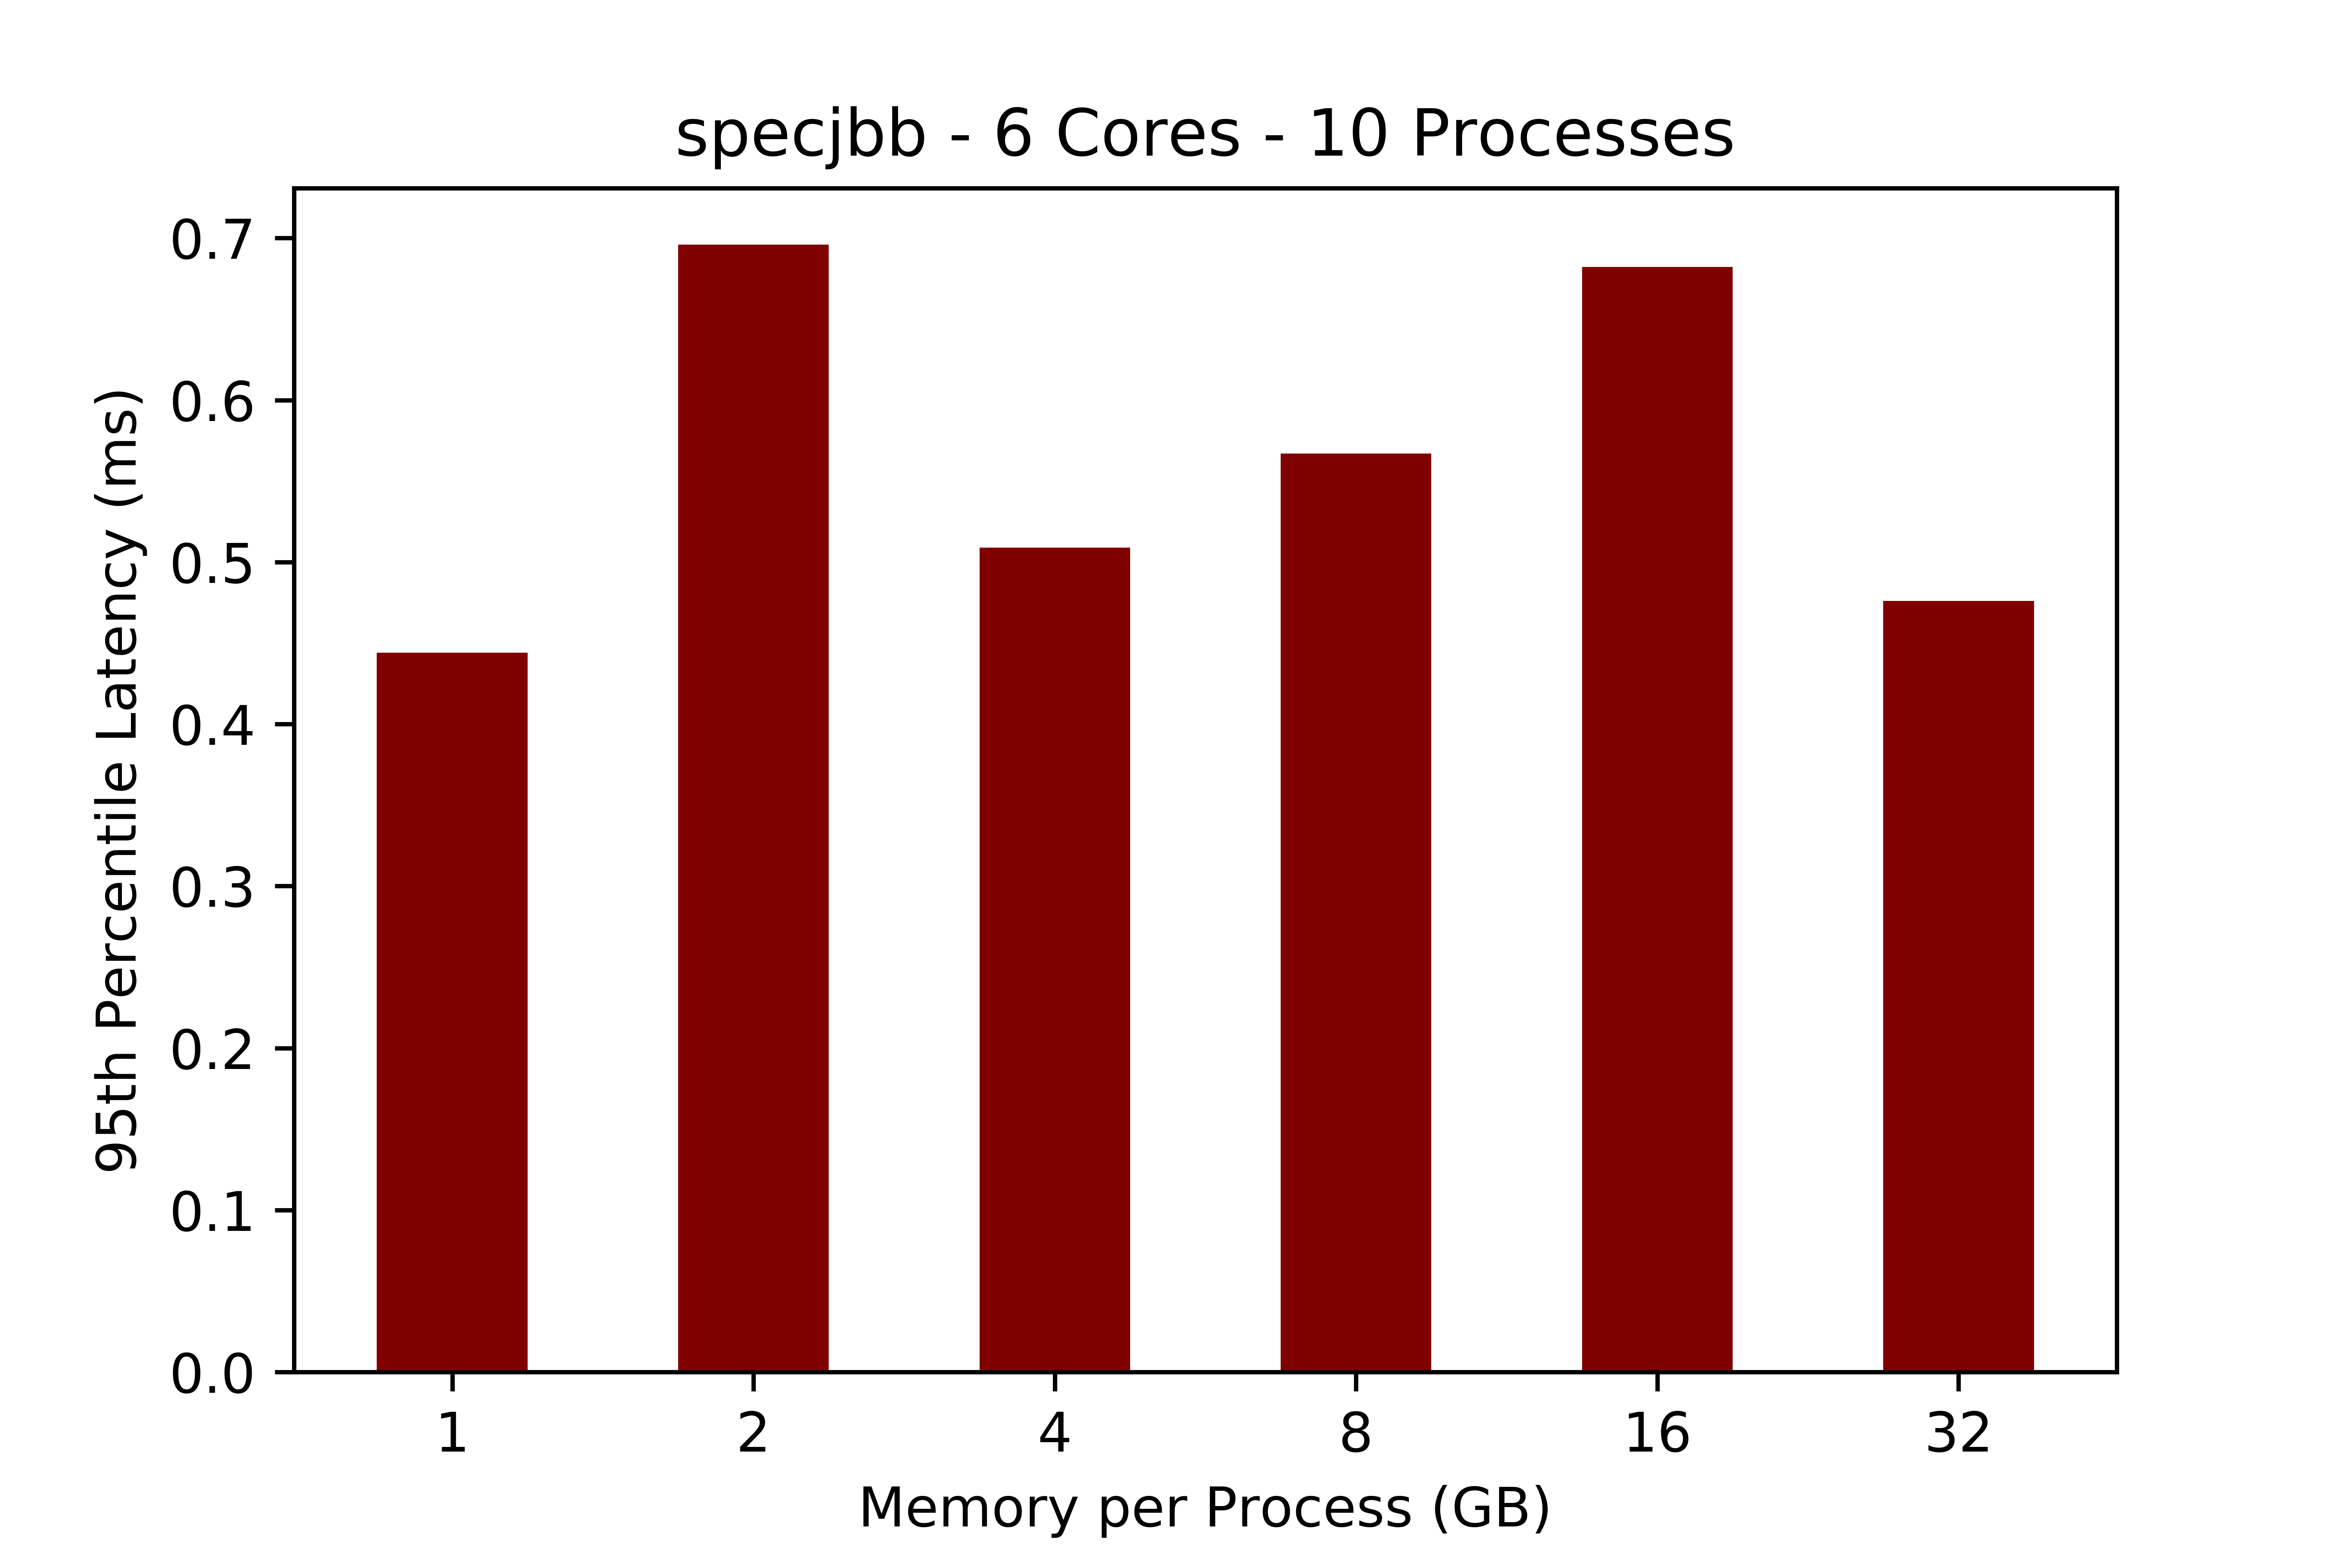 specjbb - 6 Cores - 10 Processes
95th Percentile Latency (ms)
0.7
0.6
0.5
0.4
0.3
0.2
0.1
0.0
1 2 4 8 16 32
Memory per Process (GB)